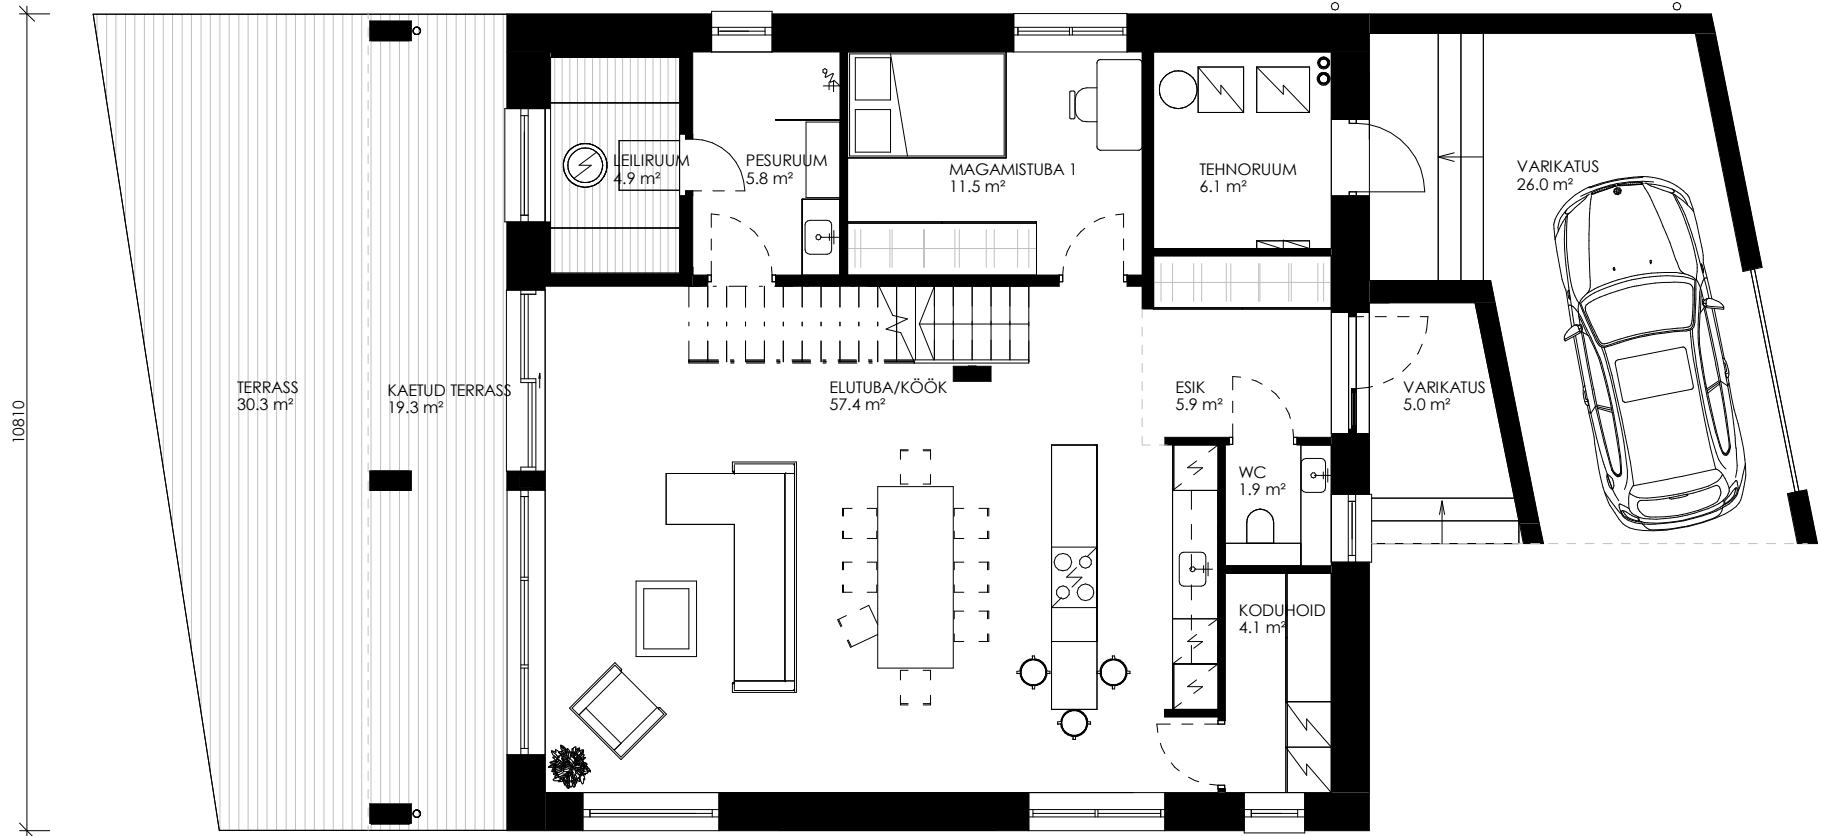 LEILIRUUM
4.9 m²
PESURUUM
5.8 m²
MAGAMISTUBA 1
11.5 m²
TEHNORUUM
6.1 m²
VARIKATUS
26.0 m²
TERRASS
30.3 m²
KAETUD TERRASS
19.3 m²
ELUTUBA/KÖÖK
57.4 m²
ESIK
5.9 m²
VARIKATUS
5.0 m²
10810
WC
1.9 m²
KODUHOID
4.1 m²